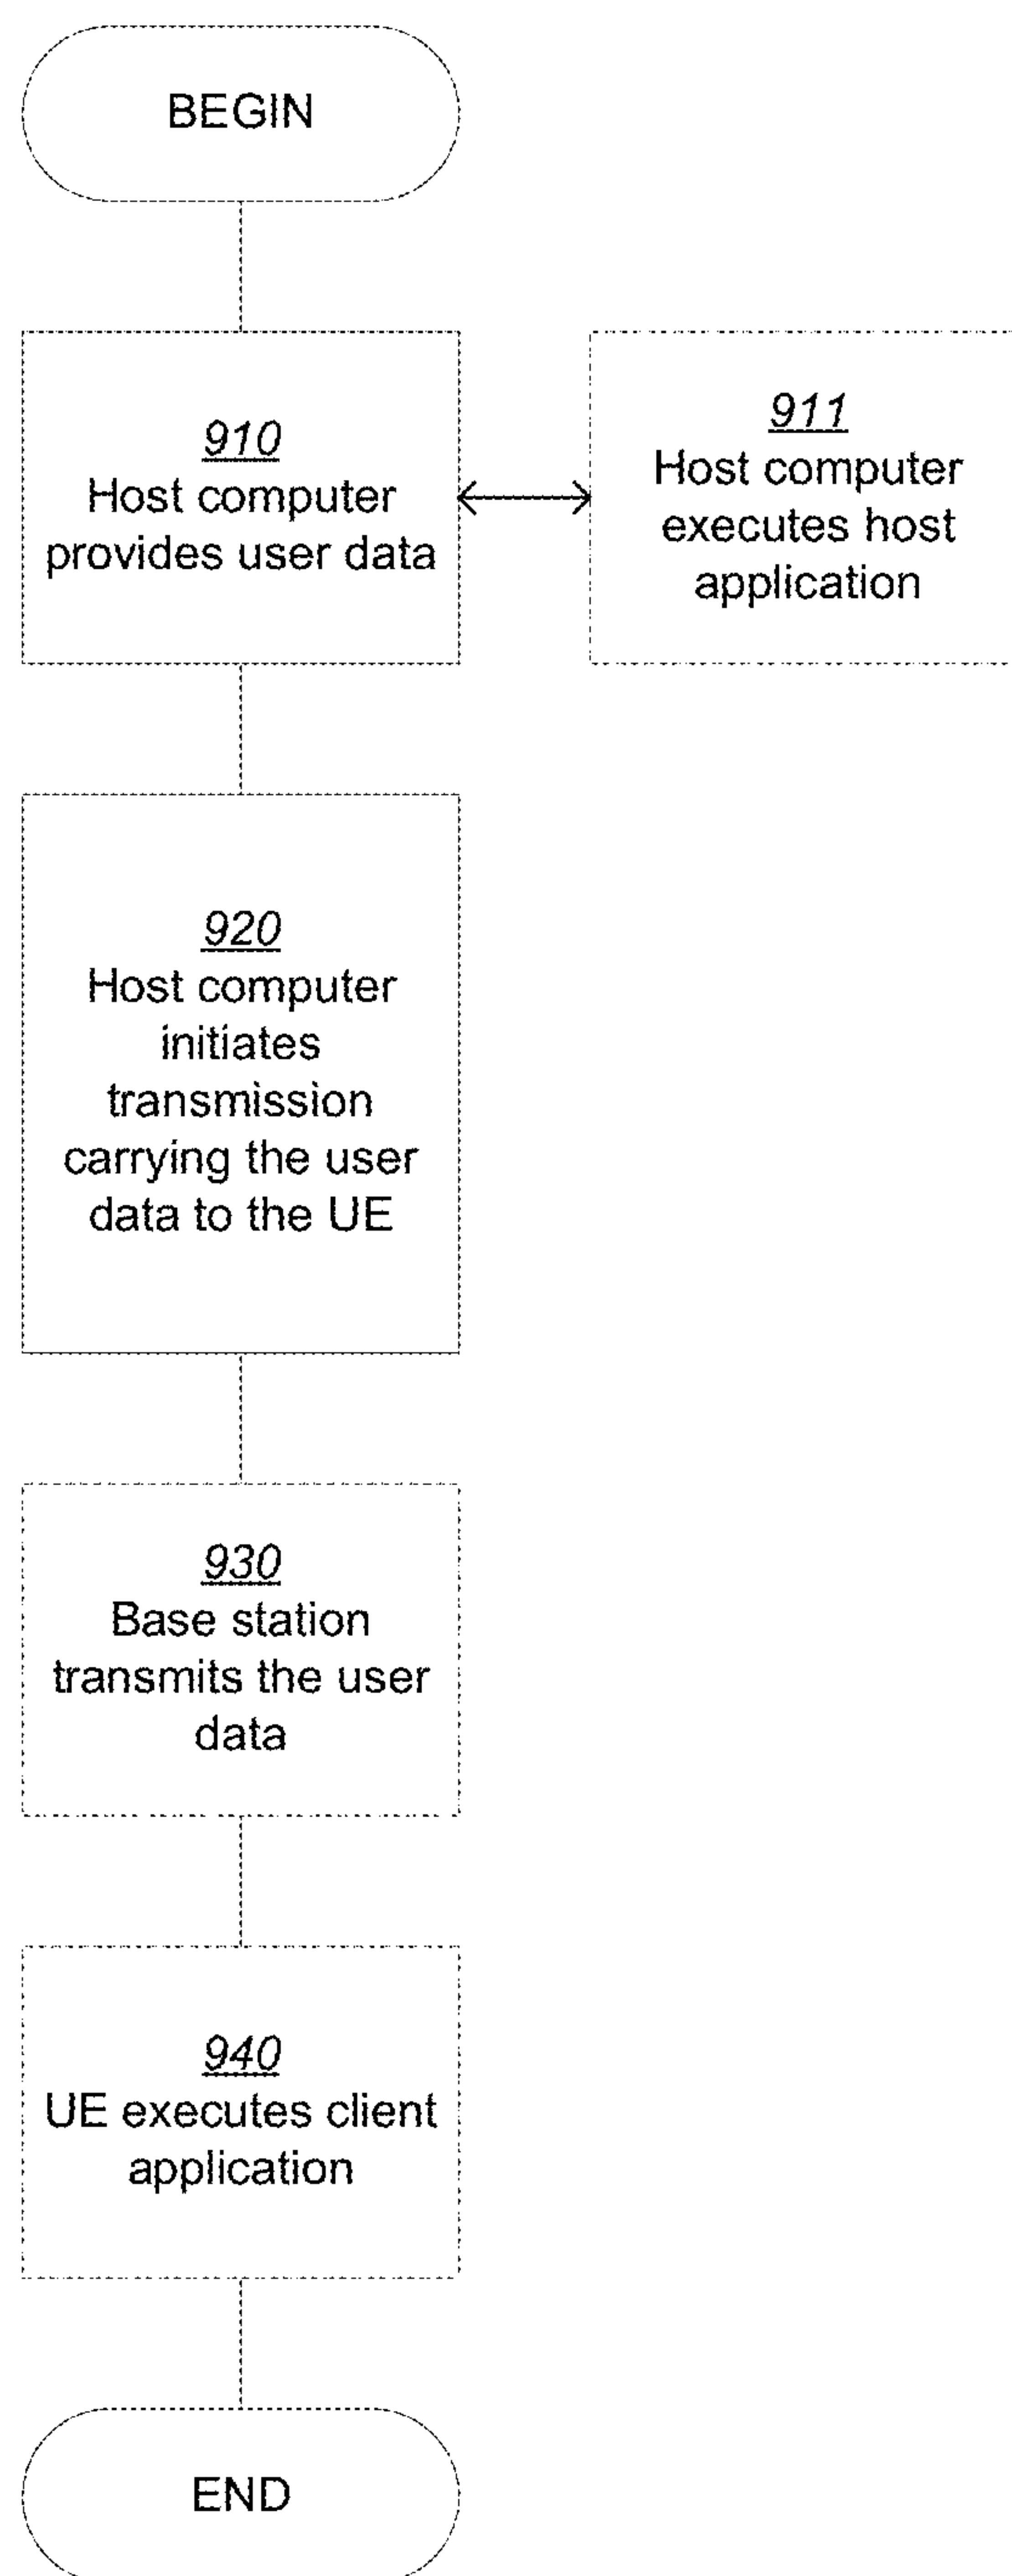 BEGIN
910
Host computer
provides user data
911
Host computer
executes host
application
920
Host computer
initiates
transmission
carrying the user
data to the UE
930
Base station
transmits the user
data
940
UE executes client
application
END